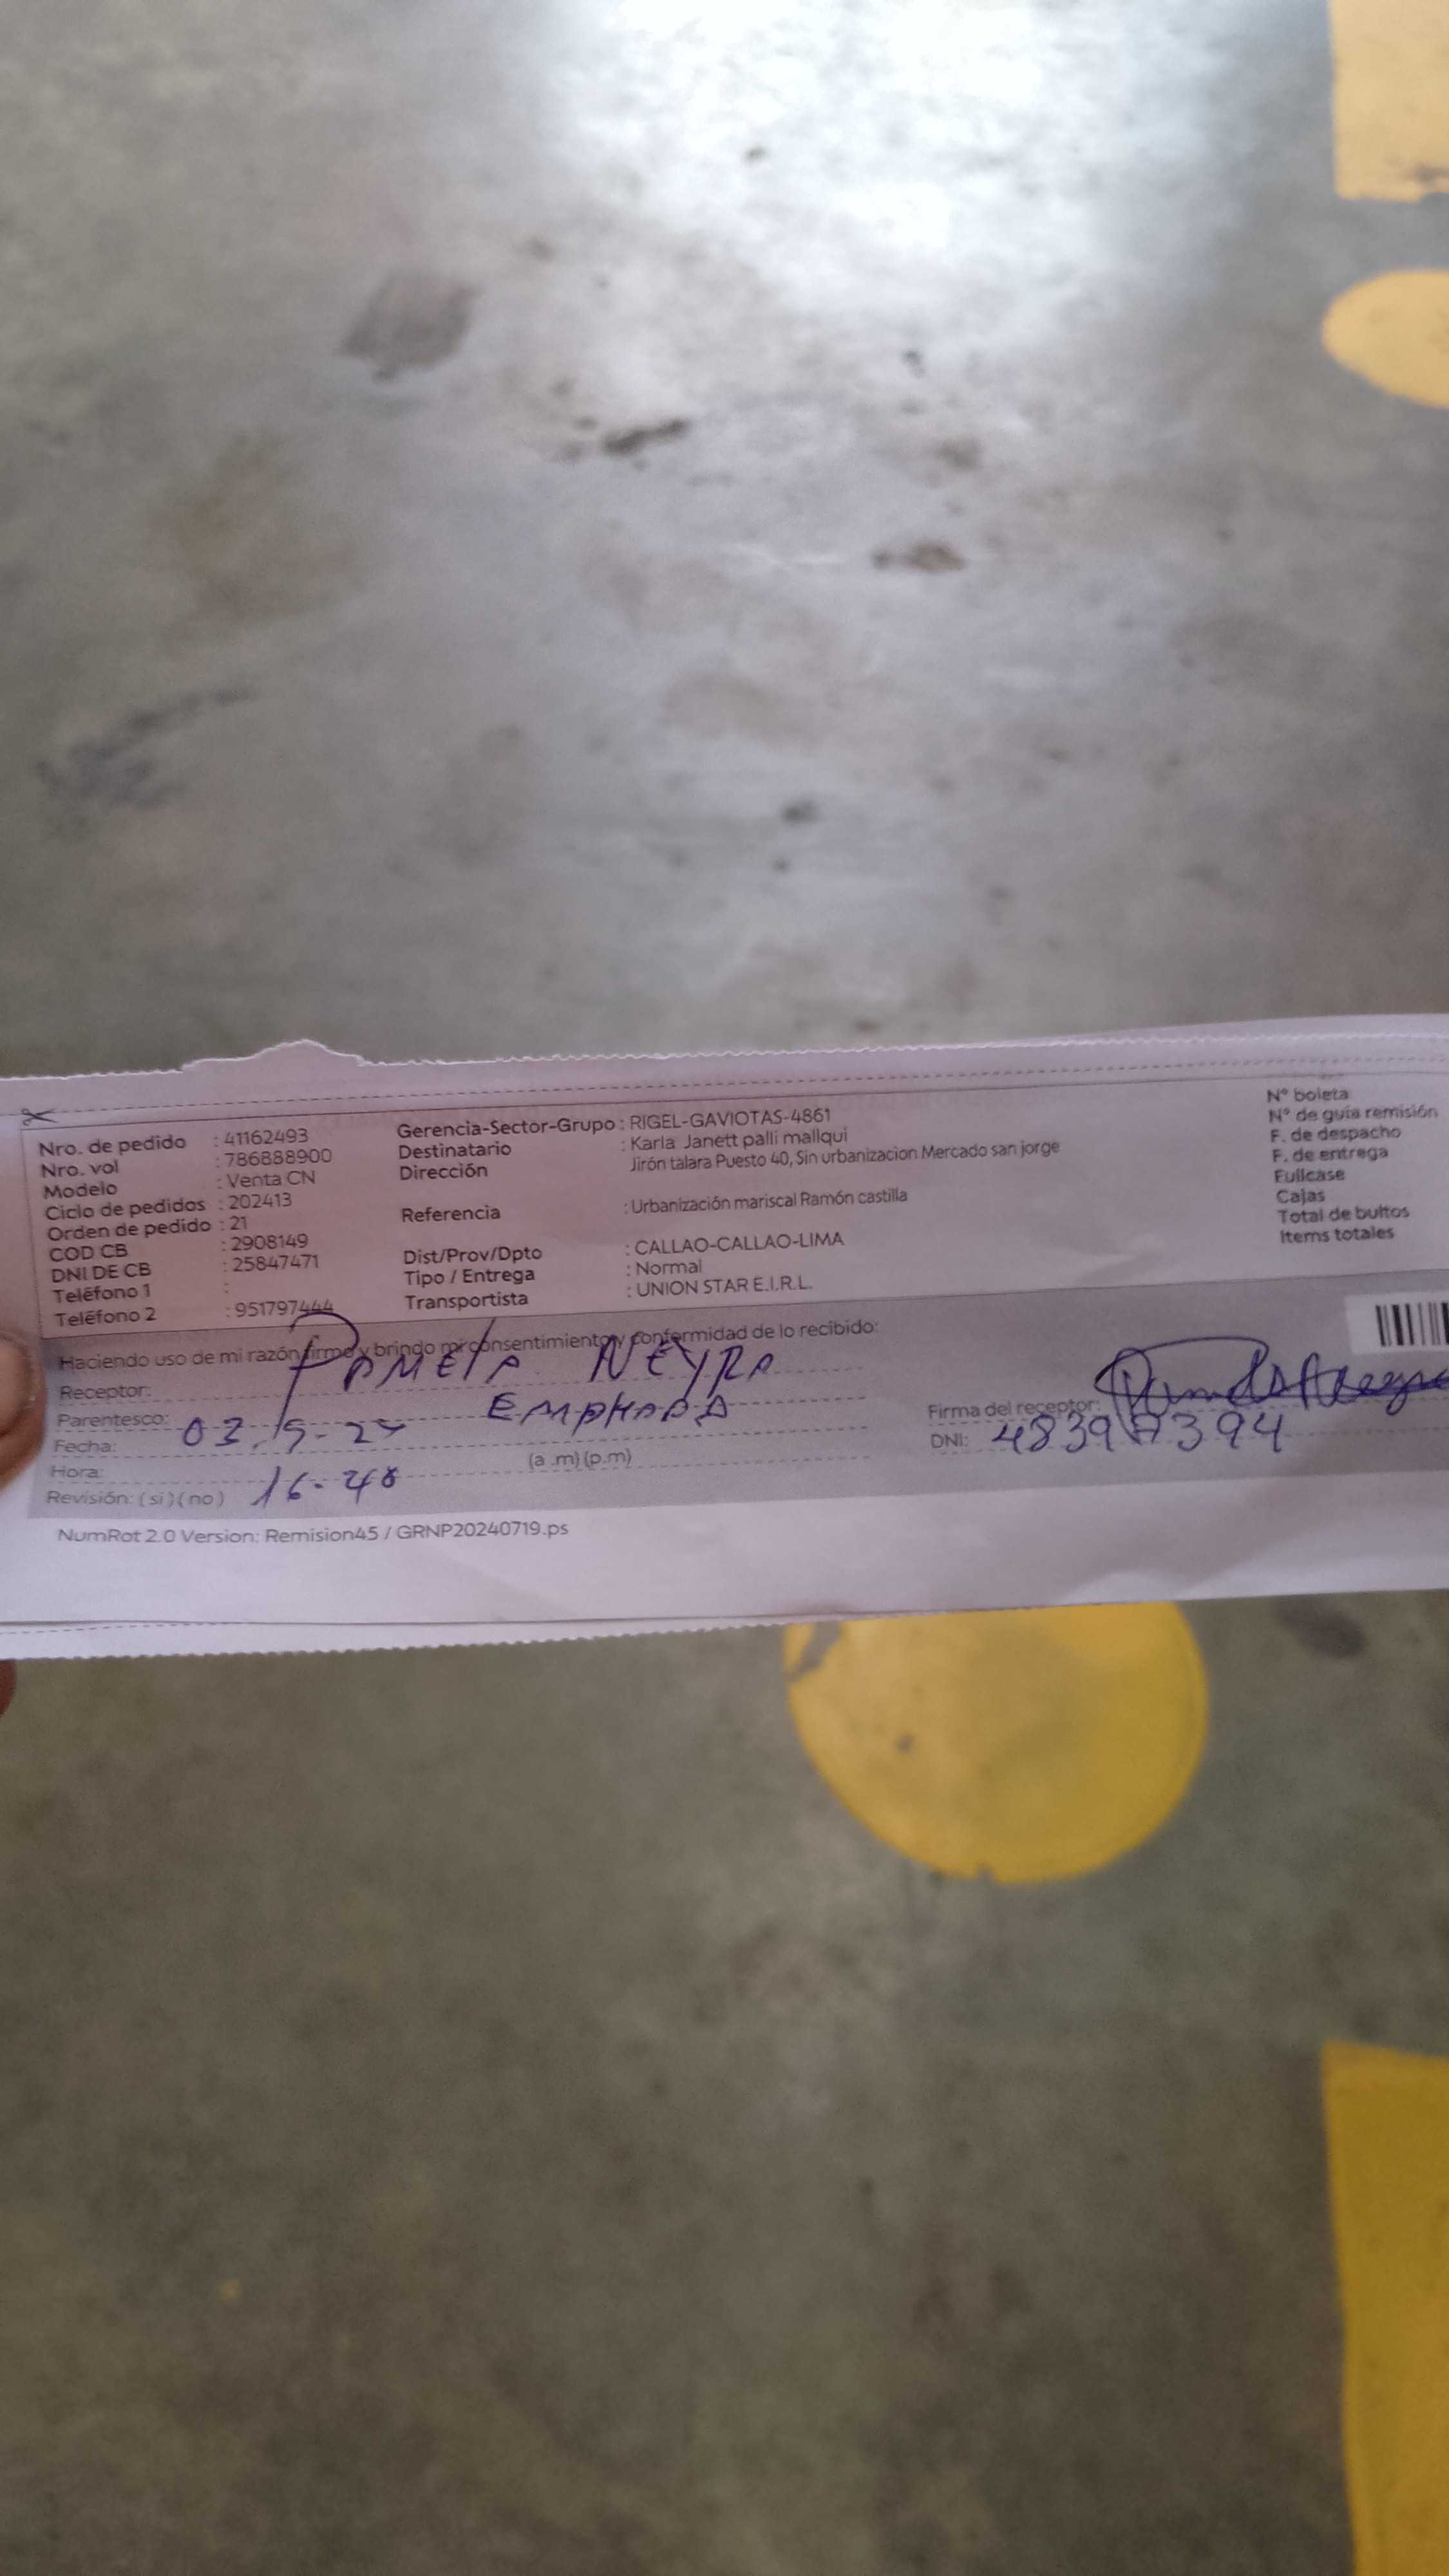 Nro. de pedido : 41162493
Nro. vol : 786888900
Modelo : Venta CN
Ciclo de pedidos : 202413
Orden de pedido : 21
COD CB : 2908149
DNI DE CB : 25847471
Teléfono 1 :
Teléfono 2 : 951797444
Gerencia-Sector-Grupo : RIGEL-GAVIOTAS-4861
Destinatario : Karla Janett palli mallqui
Dirección Jirón talara Puesto 40, Sin urbanizacion Mercado san jorge
Referencia : Urbanización mariscal Ramón castilla
Dist/Prov/Dpto : CALLAO-CALLAO-LIMA
Tipo / Entrega : Normal
Transportista : UNION STAR E.I.R.L.
N° boleta
N° de guía remisión
F. de despacho
F. de entrega
Fullcase
Cajas
Total de bultos
Items totales
Haciendo uso de mi razón firmo y brindo mi consentimiento y conformidad de lo recibido:
Receptor: PAMELA NEYRA
Parentesco:
Fecha: 03
Hora: 16-48 (a .m) (p.m)
Revisión: ( si ) ( no )
Firma del receptor:
DNI:
NumRot 2.0 Version: Remision45 / GRNP20240719.ps